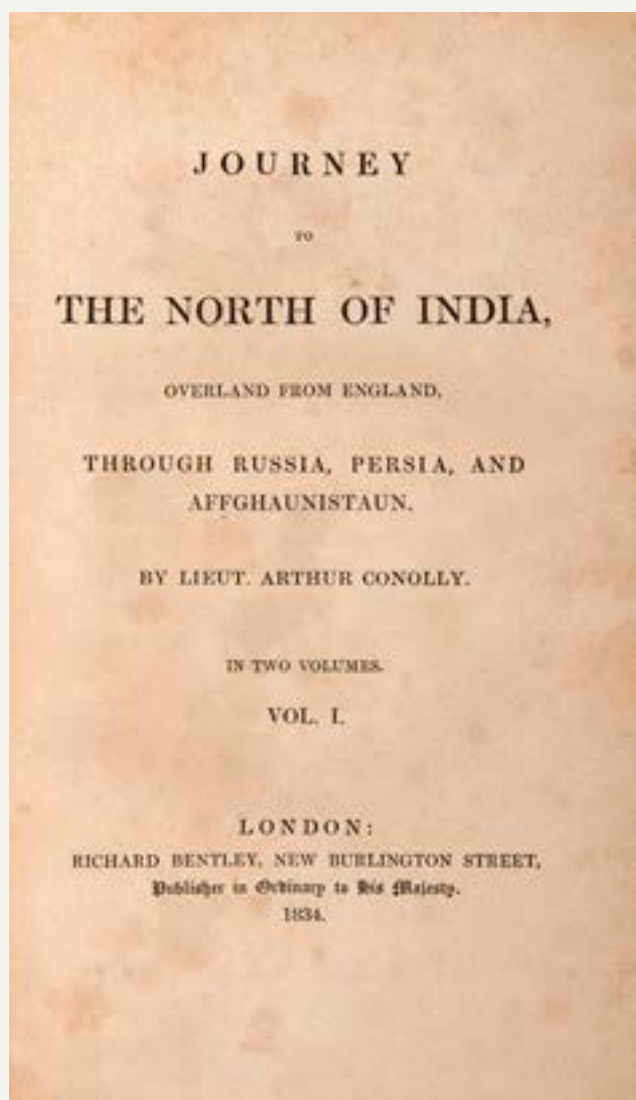 JOURNEY
TO
THE NORTH OF INDIA,
OVERLAND FROM ENGLAND,
THROUGH RUSSIA, PERSIA, AND
AFFGHAUNISTAUN.
BY LIEUT. ARTHUR CONOLLY.
IN TWO VOLUMES.
VOL. I.
LONDON:
RICHARD BENTLEY, NEW BURLINGTON STREET,
Publisher in Ordinary to His Majesty.
1834.